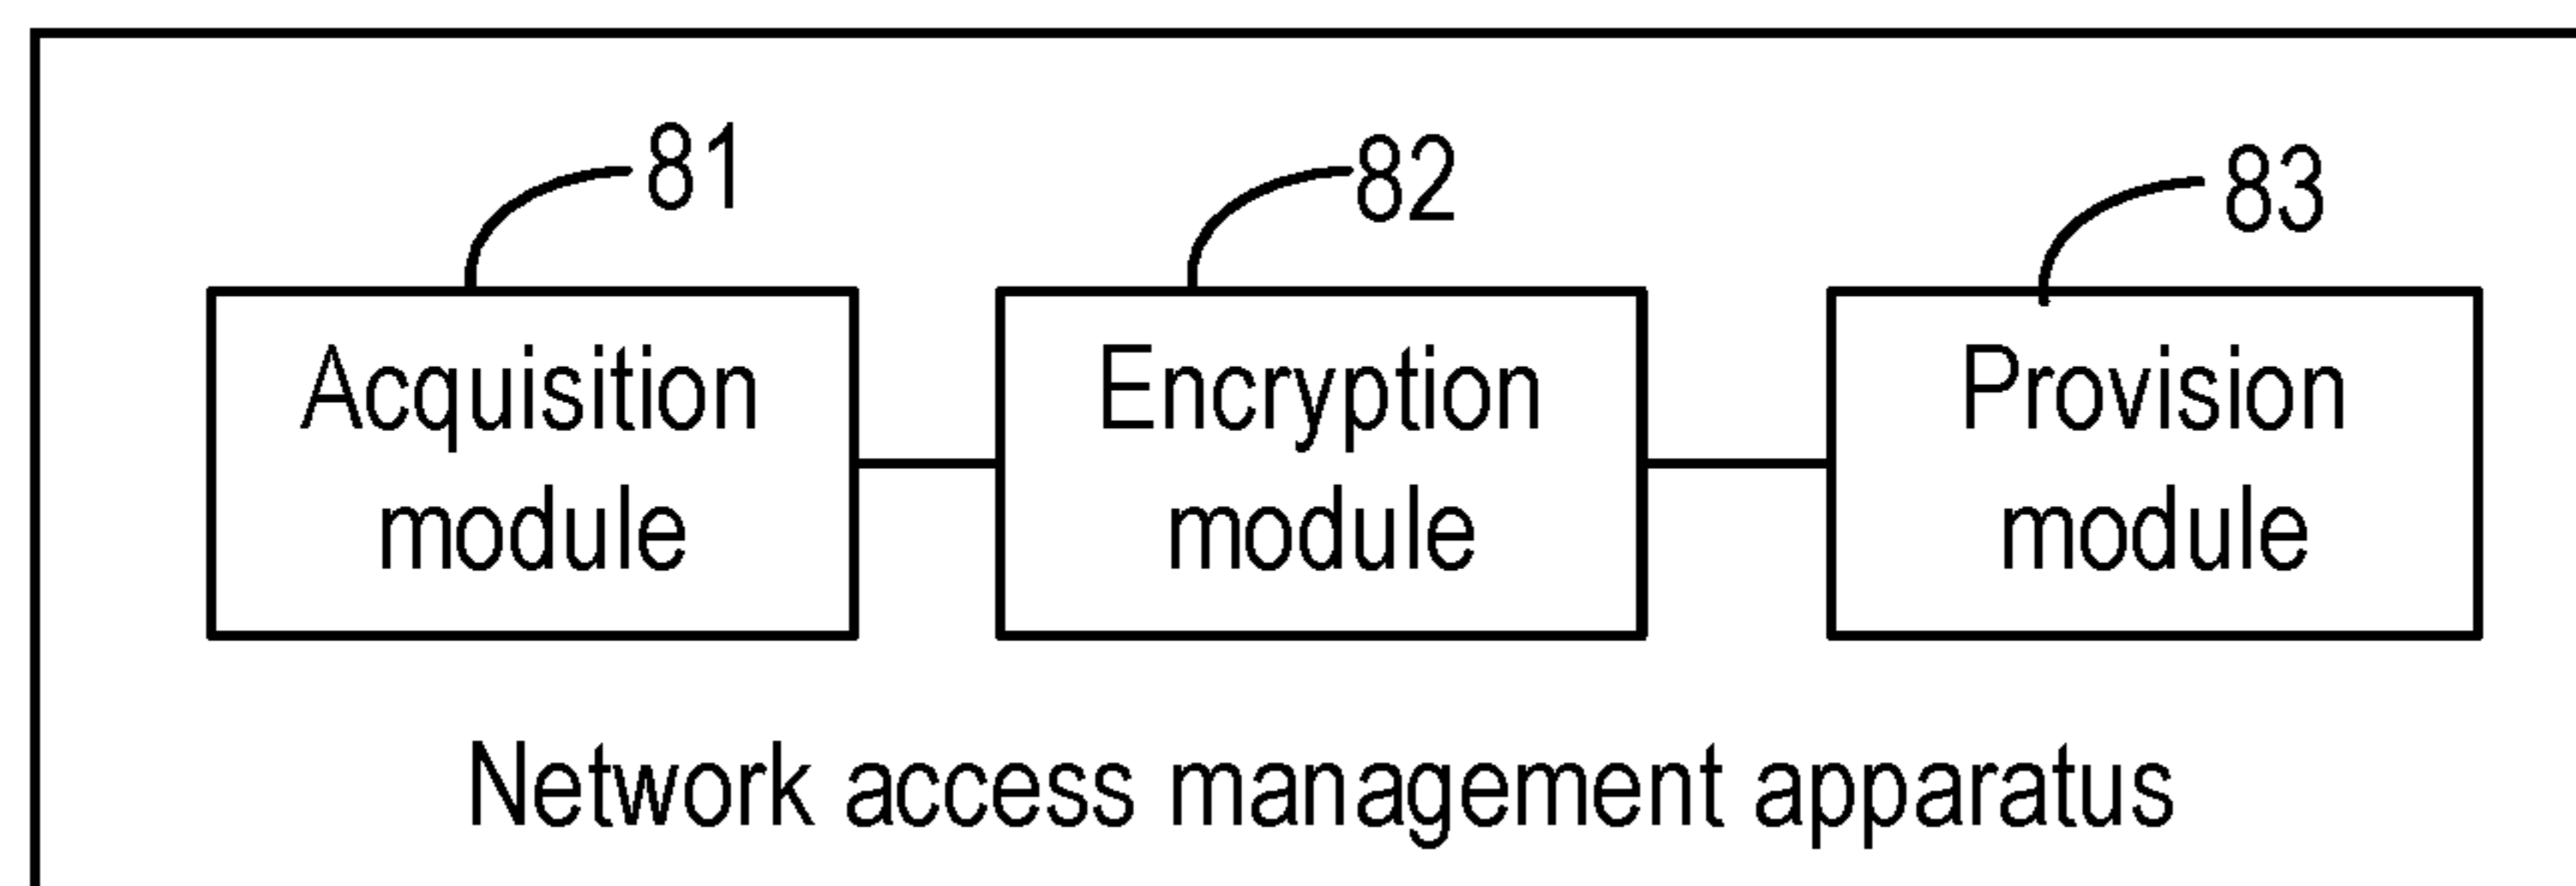 81
82
83
Acquisition
module
Encryption
module
Provision
module
Network access management apparatus